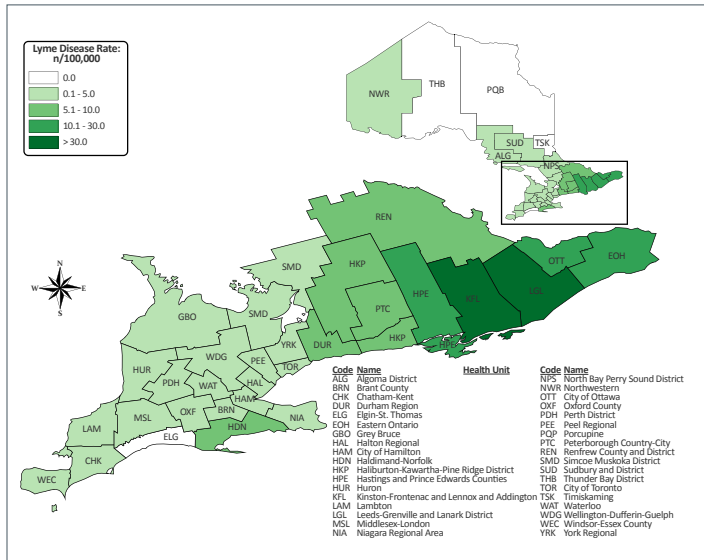 Lyme Disease Rate:
n/100,000
0.0
0.1 - 5.0
5.1 - 10.0
10.1 - 30.0
> 30.0
NWR
THB
PQB
SUD
TSK
ALG
NPS
N
W E
S
REN
SMD
HKP
OTT
EOH
HPE
KFL
LGL
GBO
SMD
PTC
YRK
DUR
HKP
HPE
WDG
PEE
TOR
HUR
PDH
WAT
HAL
HAM
OXF
BRN
MSL
NIA
HDN
LAM
ELG
CHK
WEC
Code Name Health Unit Code Name
ALG Algoma District
BRN Brant County
CHK Chatham-Kent
DUR Durham Region
ELG Elgin-St. Thomas
EOH Eastern Ontario
GBO Grey Bruce
HAL Halton Regional
HAM City of Hamilton
HDN Haldimand-Norfolk
HKP Haliburton-Kawartha-Pine Ridge District
HPE Hastings and Prince Edwards Counties
HUR Huron
KFL Kinston-Frontenac and Lennox and Addington
LAM Lambton
LGL Leeds-Grenville and Lanark District
MSL Middlesex-London
NIA Niagara Regional Area
NPS North Bay Perry Sound District
NWR Northwestern
OTT City of Ottawa
OXF Oxford County
PDH Perth District
PEE Peel Regional
PQP Porcupine
PTC Peterborough Country-City
REN Renfrew County and District
SMD Simcoe Muskoka District
SUD Sudbury and District
THB Thunder Bay District
TSK Timiskaming
TOR City of Toronto
WAT Waterloo
WDG Wellington-Dufferin-Guelph
WEC Windsor-Essex County
YRK York Regional